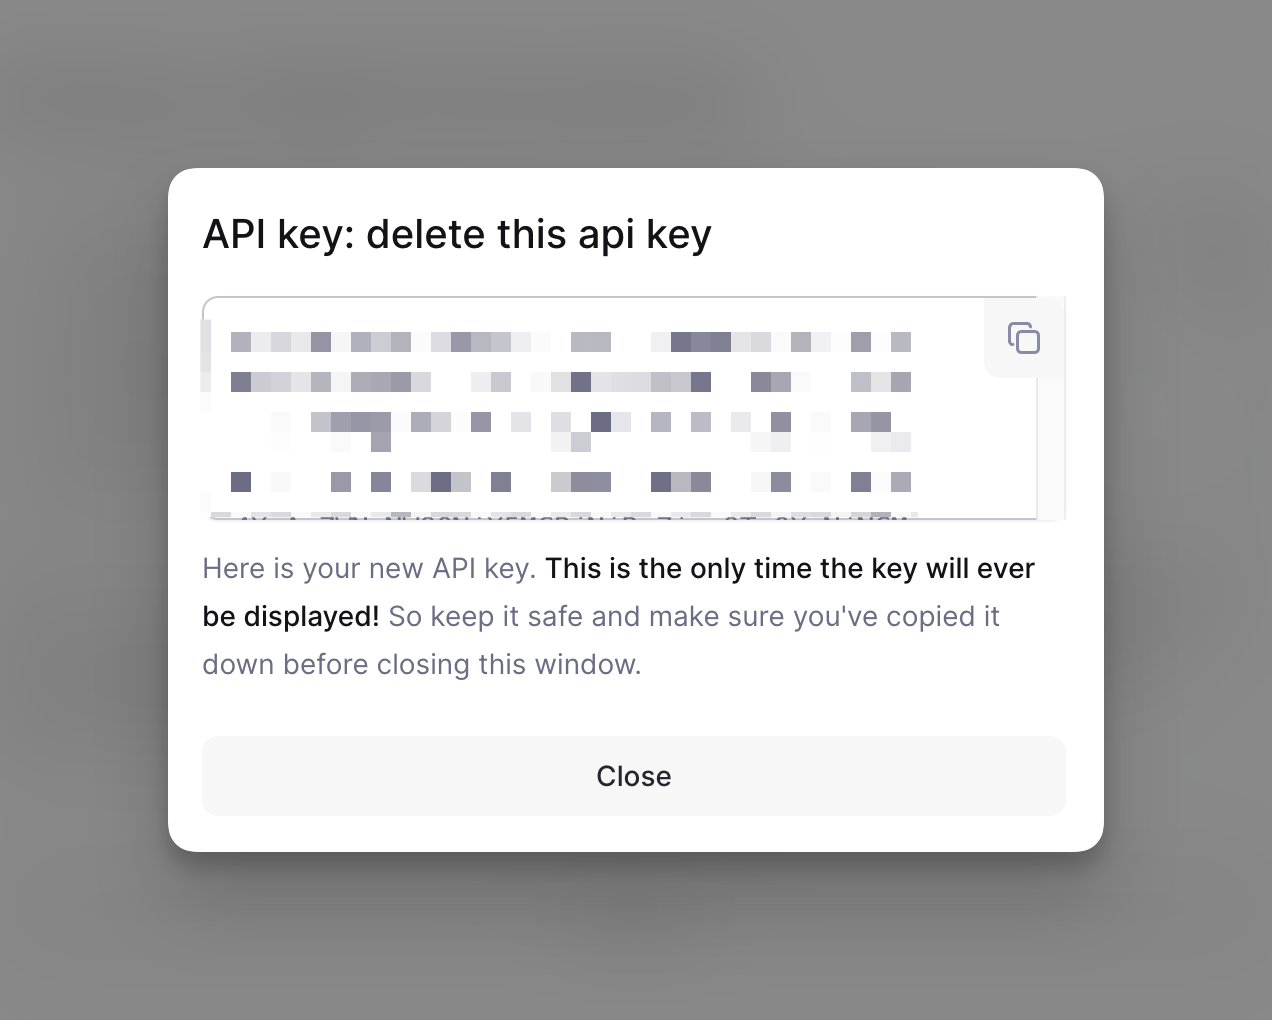 API key: delete this api key
Here is your new API key. This is the only time the key will ever
be displayed! So keep it safe and make sure you've copied it
down before closing this window.
Close